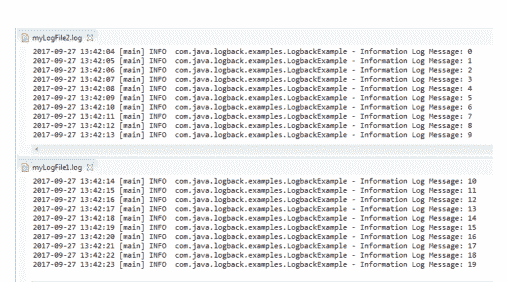 myLogFile2.log
2017-09-27 13:42:04 [main] INFO com.java.logback.examples.LogbackExample - Information Log Message: 0
2017-09-27 13:42:05 [main] INFO com.java.logback.examples.LogbackExample - Information Log Message: 1
2017-09-27 13:42:06 [main] INFO com.java.logback.examples.LogbackExample - Information Log Message: 2
2017-09-27 13:42:07 [main] INFO com.java.logback.examples.LogbackExample - Information Log Message: 3
2017-09-27 13:42:08 [main] INFO com.java.logback.examples.LogbackExample - Information Log Message: 4
2017-09-27 13:42:09 [main] INFO com.java.logback.examples.LogbackExample - Information Log Message: 5
2017-09-27 13:42:10 [main] INFO com.java.logback.examples.LogbackExample - Information Log Message: 6
2017-09-27 13:42:11 [main] INFO com.java.logback.examples.LogbackExample - Information Log Message: 7
2017-09-27 13:42:12 [main] INFO com.java.logback.examples.LogbackExample - Information Log Message: 8
2017-09-27 13:42:13 [main] INFO com.java.logback.examples.LogbackExample - Information Log Message: 9
myLogFile1.log
2017-09-27 13:42:14 [main] INFO com.java.logback.examples.LogbackExample - Information Log Message: 10
2017-09-27 13:42:15 [main] INFO com.java.logback.examples.LogbackExample - Information Log Message: 11
2017-09-27 13:42:16 [main] INFO com.java.logback.examples.LogbackExample - Information Log Message: 12
2017-09-27 13:42:17 [main] INFO com.java.logback.examples.LogbackExample - Information Log Message: 13
2017-09-27 13:42:18 [main] INFO com.java.logback.examples.LogbackExample - Information Log Message: 14
2017-09-27 13:42:19 [main] INFO com.java.logback.examples.LogbackExample - Information Log Message: 15
2017-09-27 13:42:20 [main] INFO com.java.logback.examples.LogbackExample - Information Log Message: 16
2017-09-27 13:42:21 [main] INFO com.java.logback.examples.LogbackExample - Information Log Message: 17
2017-09-27 13:42:22 [main] INFO com.java.logback.examples.LogbackExample - Information Log Message: 18
2017-09-27 13:42:23 [main] INFO com.java.logback.examples.LogbackExample - Information Log Message: 19